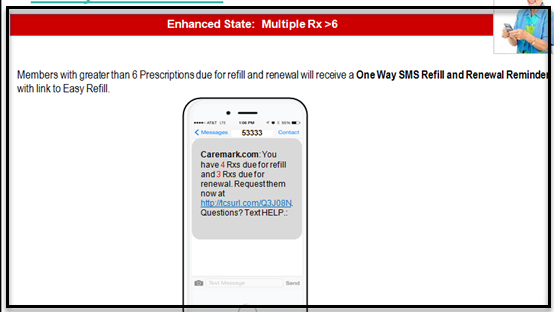 Enhanced State: Multiple Rx >6
Members with greater than 6 Prescriptions due for refill and renewal will receive a One Way SMS Refill and Renewal Reminder
with link to Easy Refill.
AT&T LTE 1:06 PM
Messages 53333 Contact
Caremark.com: You
have 4 Rxs due for refill
and 3 Rxs due for
renewal. Request them
now at
http://tcsurl.com/Q3J08N.
Questions? Text HELP.:
Text Message Send